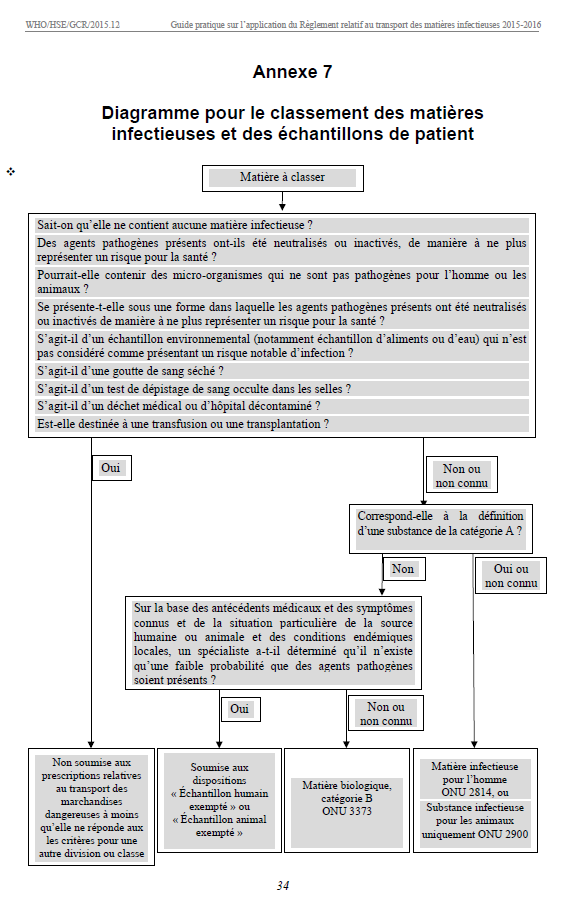 WHO/HSE/GCR/2015.12 Guide pratique sur l'application du Règlement relatif au transport des matières infectieuses 2015-2016
Annexe 7
Diagramme pour le classement des matières
infectieuses et des échantillons de patient
❖
Matière à classer
Sait-on qu'elle ne contient aucune matière infectieuse ?
Des agents pathogènes présents ont-ils été neutralisés ou inactivés, de manière à ne plus
représenter un risque pour la santé ?
Pourrait-elle contenir des micro-organismes qui ne sont pas pathogènes pour l'homme ou les
animaux ?
Se présente-t-elle sous une forme dans laquelle les agents pathogènes présents ont été neutralisés
ou inactivés de manière à ne plus représenter un risque pour la santé ?
S'agit-il d'un échantillon environnemental (notamment échantillon d'aliments ou d'eau) qui n'est
pas considéré comme présentant un risque notable d'infection ?
S'agit-il d'une goutte de sang séché ?
S'agit-il d'un test de dépistage de sang occulte dans les selles ?
S'agit-il d'un déchet médical ou d'hôpital décontaminé ?
Est-elle destinée à une transfusion ou une transplantation ?
Oui
Non ou
non connu
Correspond-elle à la définition
d'une substance de la catégorie A ?
Non
Oui ou
non connu
Sur la base des antécédents médicaux et des symptômes
connus et de la situation particulière de la source
humaine ou animale et des conditions endémiques
locales, un spécialiste a-t-il déterminé qu'il n'existe
qu'une faible probabilité que des agents pathogènes
soient présents ?
Oui
Non ou
non connu
Non soumise aux
prescriptions relatives
au transport des
marchandises
dangereuses à moins
qu'elle ne réponde aux
les critères pour une
autre division ou classe
Soumise aux
dispositions
« Échantillon humain
exempté » ou
« Échantillon animal
exempté »
Matière biologique,
catégorie B
ONU 3373
Matière infectieuse
pour l'homme
ONU 2814, ou
Substance infectieuse
pour les animaux
uniquement ONU 2900
34